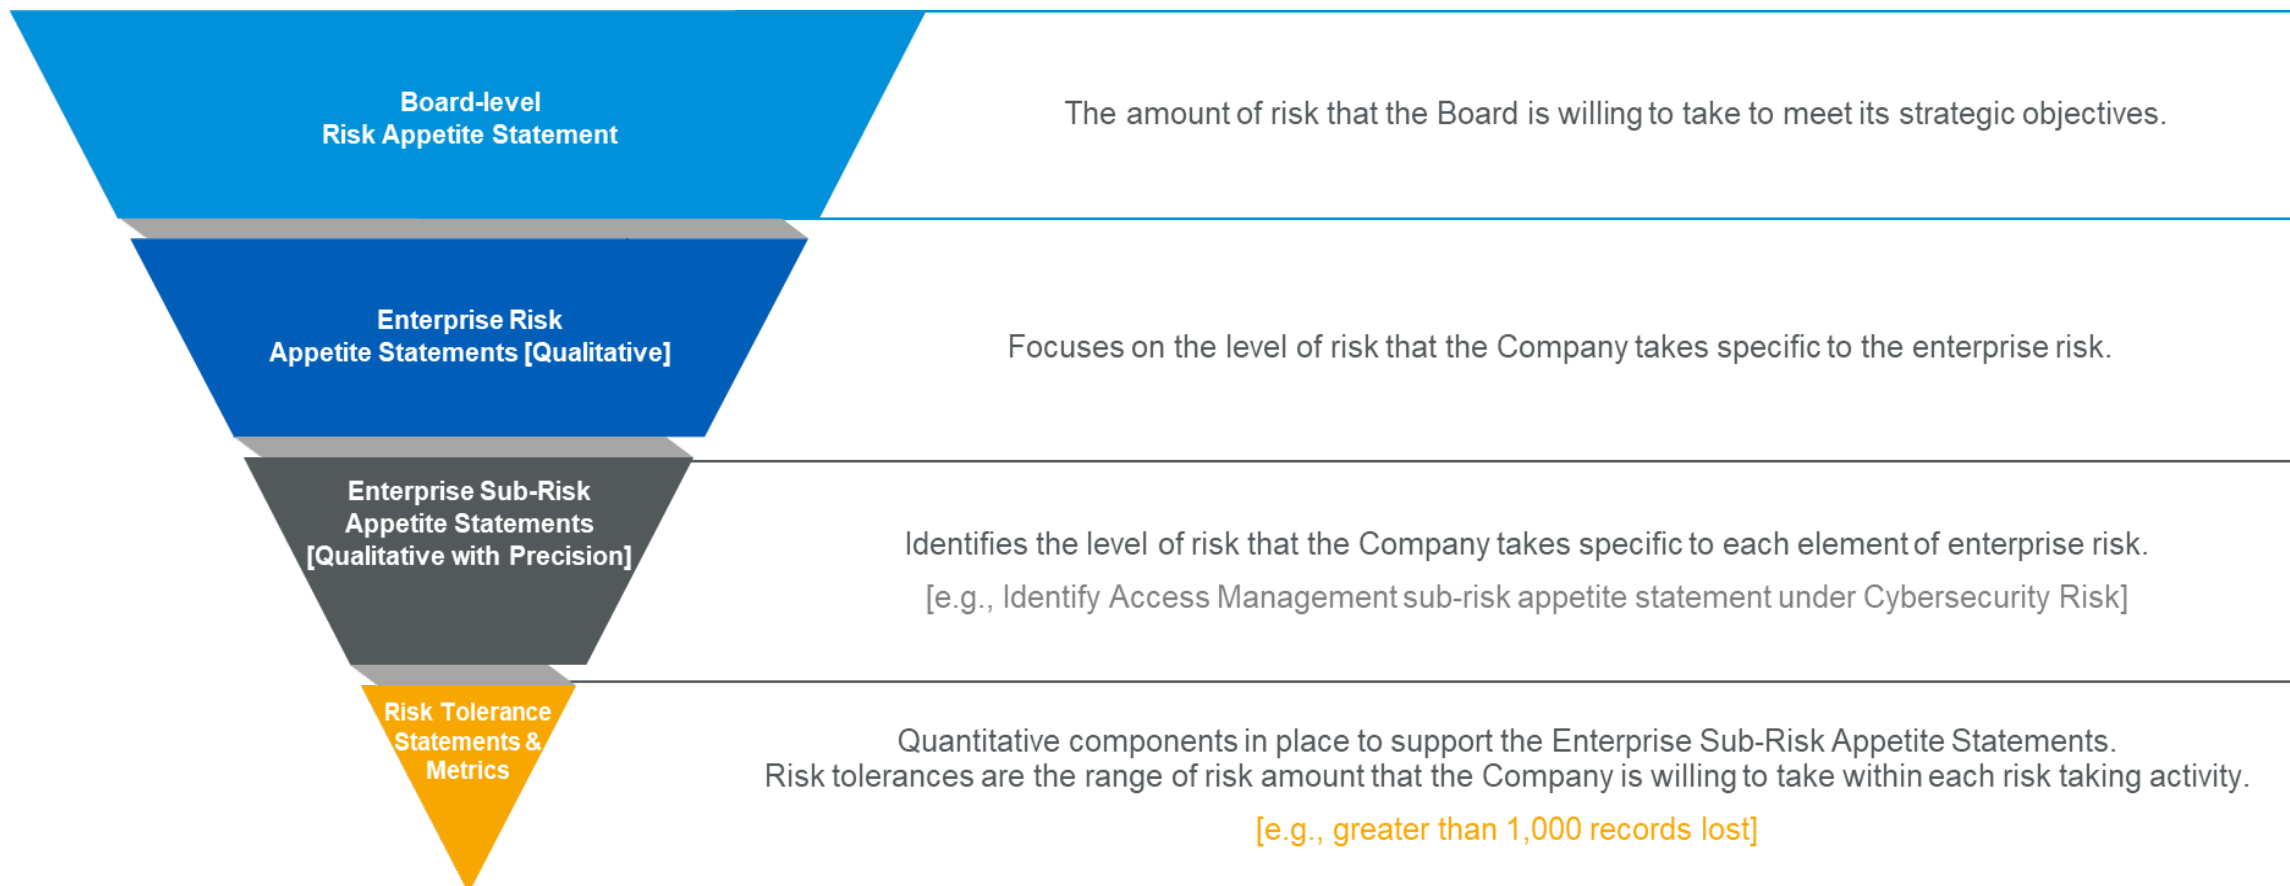 Board-level
Risk Appetite Statement
The amount of risk that the Board is willing to take to meet its strategic objectives.
Enterprise Risk
Appetite Statements [Qualitative]
Focuses on the level of risk that the Company takes specific to the enterprise risk.
Enterprise Sub-Risk
Appetite Statements
[Qualitative with Precision]
Identifies the level of risk that the Company takes specific to each element of enterprise risk.
[e.g., Identify Access Management sub-risk appetite statement under Cybersecurity Risk]
Risk Tolerance
Statements &
Metrics
Quantitative components in place to support the Enterprise Sub-Risk Appetite Statements.
Risk tolerances are the range of risk amount that the Company is willing to take within each risk taking activity.
[e.g., greater than 1,000 records lost]